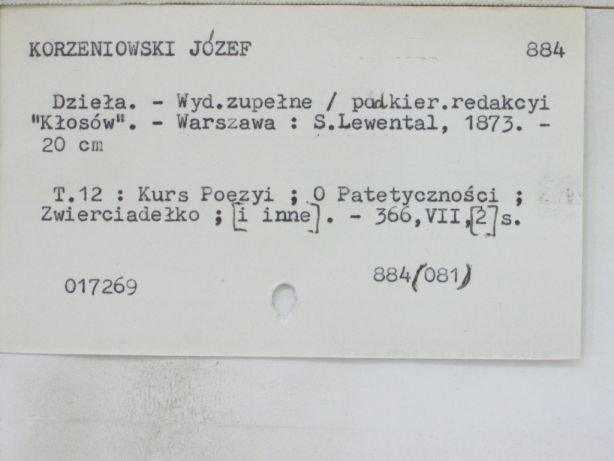 KORZENIOWSKI JÓZEF 884
Dzieła. - Wyd.zupełne / pod kier.redakcyi
"Kłosów". - Warszawa : S.Lewental, 1873. -
20 cm
T.12 : Kurs Poezyi ; O Patetyczności ;
Zwierciadełko ; [i inne]. - 366,VII,[2]s.
017269 884(081)